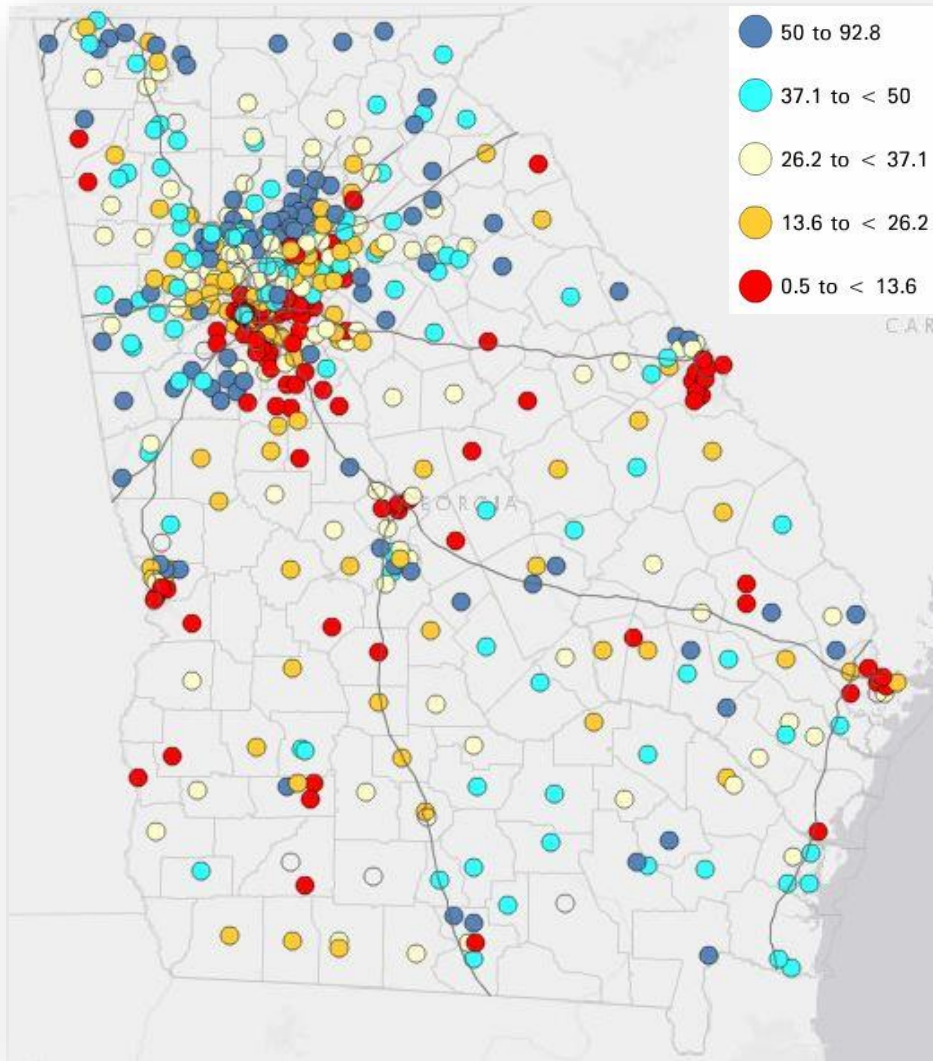 50 to 92.8
37.1 to < 50
26.2 to < 37.1
13.6 to < 26.2
0.5 to < 13.6
CAR
GEORGIA